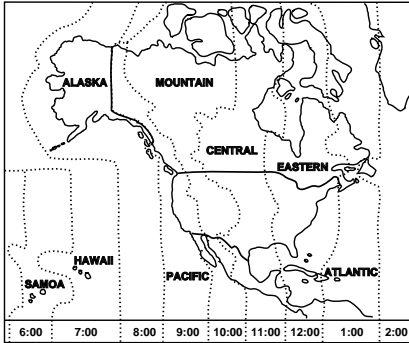 ALASKA
MOUNTAIN
CENTRAL
EASTERN
HAWAII
SAMOA
PACIFIC
ATLANTIC
6:00 7:00 8:00 9:00 10:00 11:00 12:00 1:00 2:00